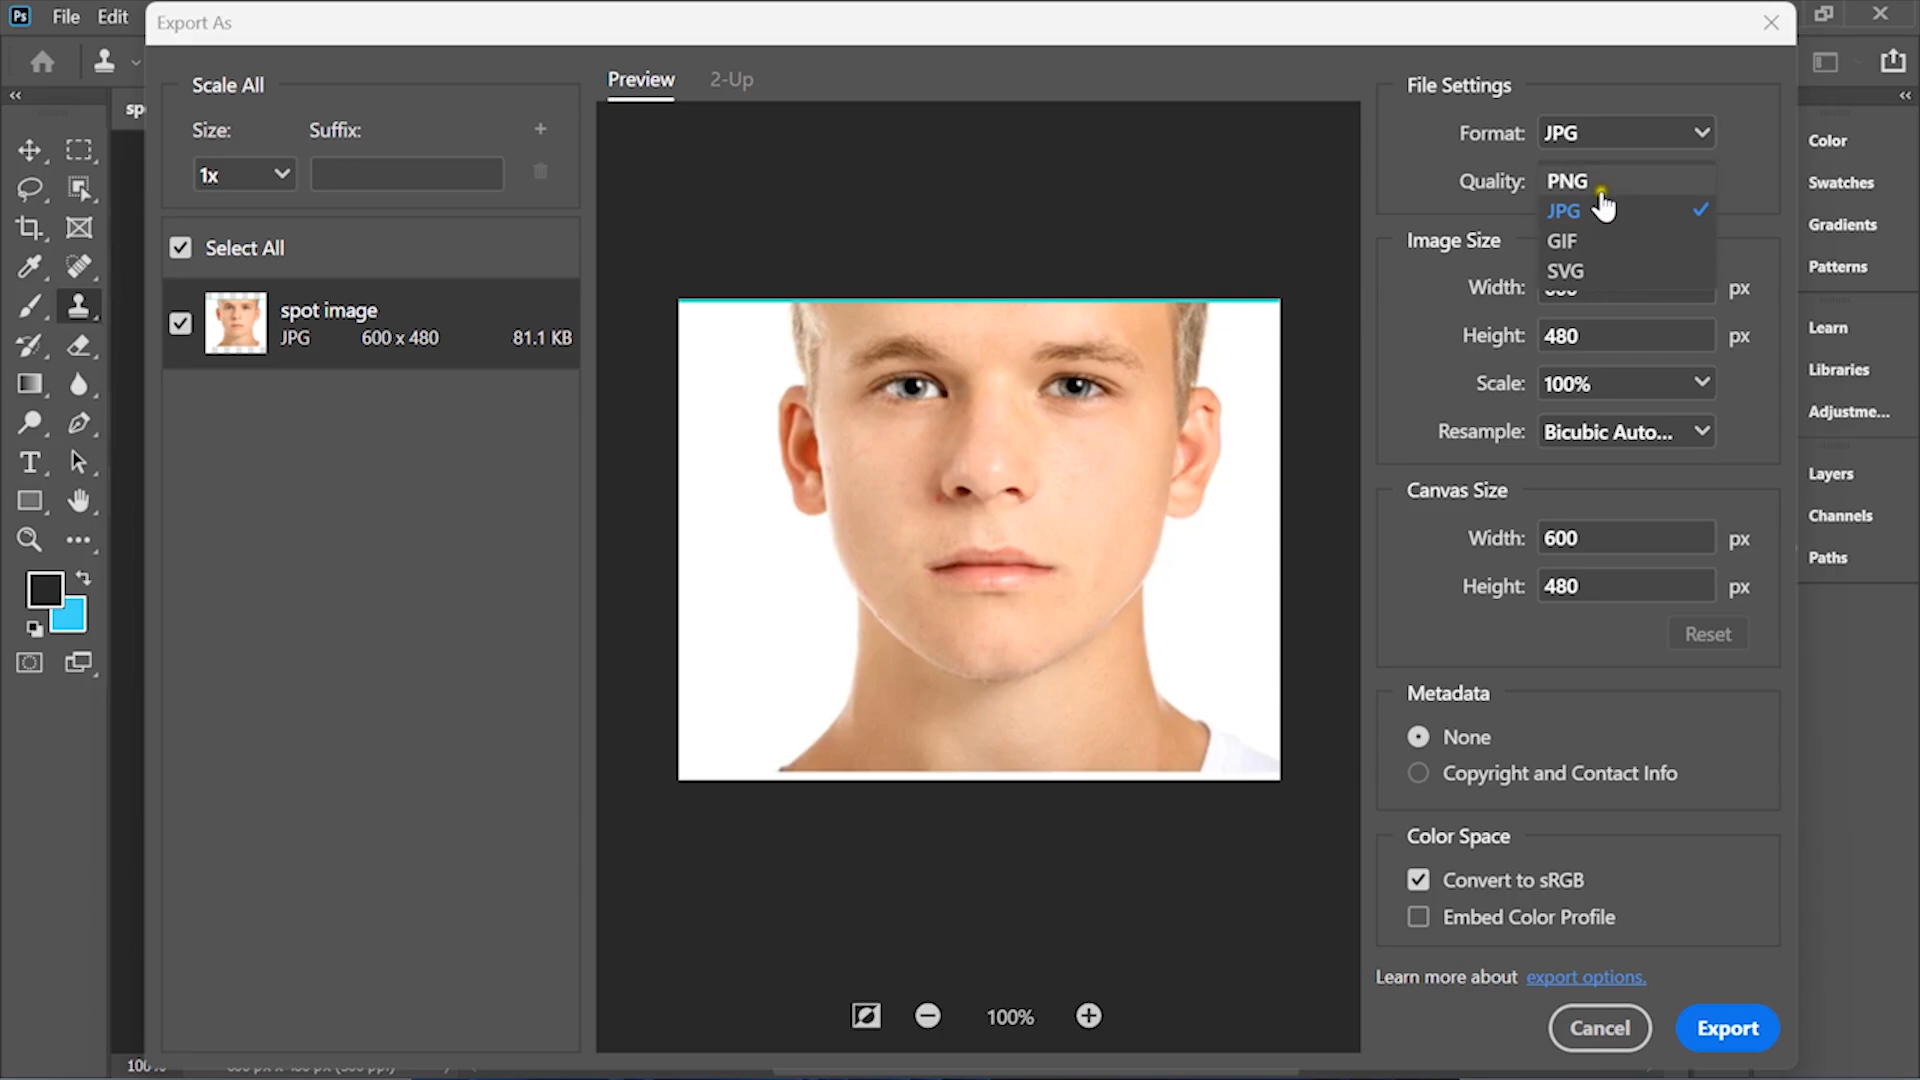 Ps File Edit
Export As
spo
Scale All
Size: Suffix:
1x
Select All
spot image
JPG 600 x 480 81.1 KB
Preview 2-Up
100%
File Settings
Format: JPG
Quality: PNG
JPG
GIF
SVG
Image Size
Width: px
Height: 480 px
Scale: 100%
Resample: Bicubic Auto...
Canvas Size
Width: 600 px
Height: 480 px
Reset
Metadata
None
Copyright and Contact Info
Color Space
Convert to sRGB
Embed Color Profile
Learn more about export options.
Cancel Export
Color
Swatches
Gradients
Patterns
Learn
Libraries
Adjustme...
Layers
Channels
Paths